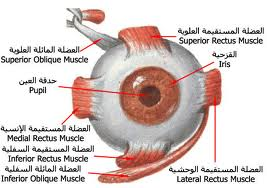 العضلة المائلة العلوية
Superior Oblique Muscle
العضلة المستقيمة العلوية
Superior Rectus Muscle
القزحية
Iris
حدقة العين
Pupil
العضلة المستقيمة الإنسية
Medial Rectus Muscle
العضلة المستقيمة السفلية
Inferior Rectus Muscle
العضلة المائلة السفلية
Inferior Oblique Muscle
العضلة المستقيمة الوحشية
Lateral Rectus Muscle